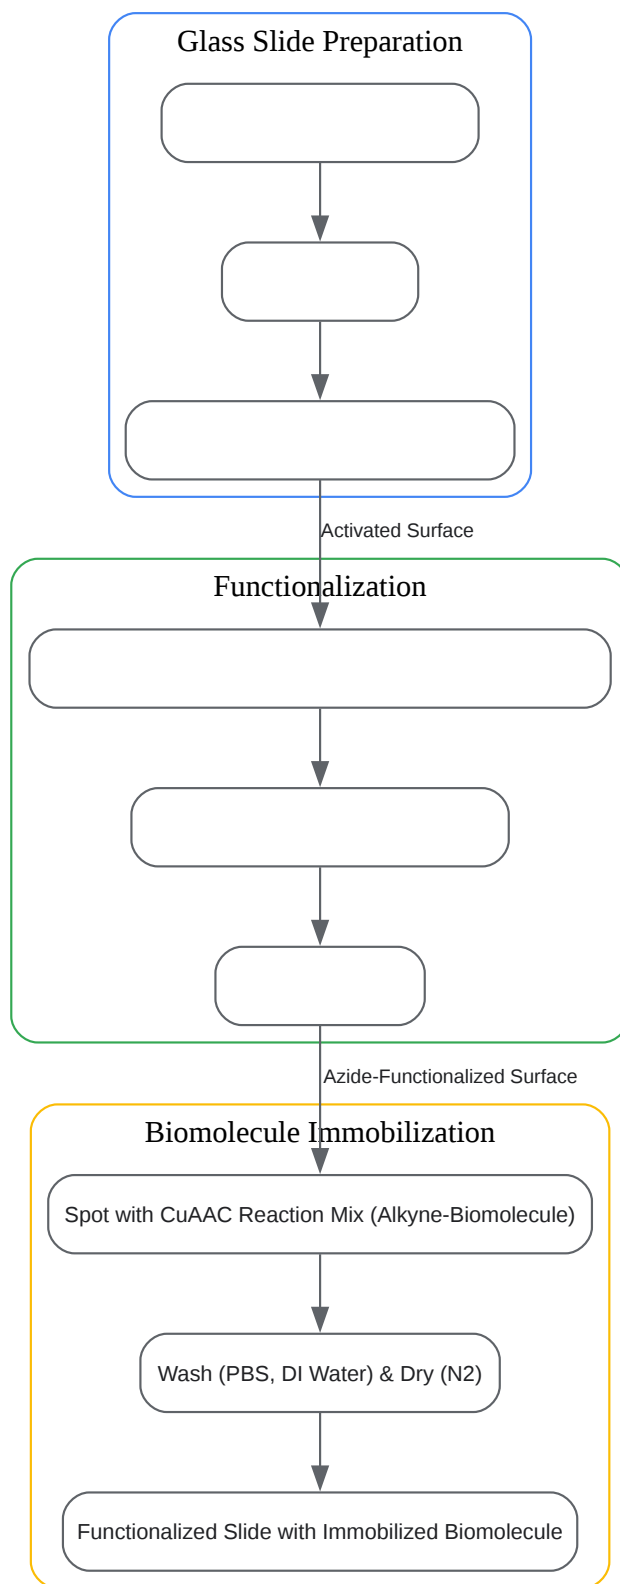 Glass Slide Preparation
Activated Surface
Functionalization
Azide-Functionalized Surface
Biomolecule Immobilization
Spot with CuAAC Reaction Mix (Alkyne-Biomolecule)
Wash (PBS, DI Water) & Dry (N2)
Functionalized Slide with Immobilized Biomolecule